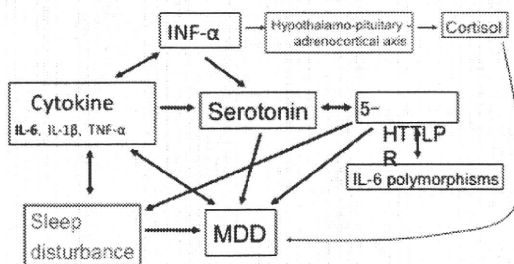 INF-α
Hypothalamo-pituitary -
adrenocortical axis
Cortisol
Cytokine
IL-6, IL-1β, TNF-α
Serotonin
5-
HTTLP
R
IL-6 polymorphisms
Sleep
disturbance
MDD